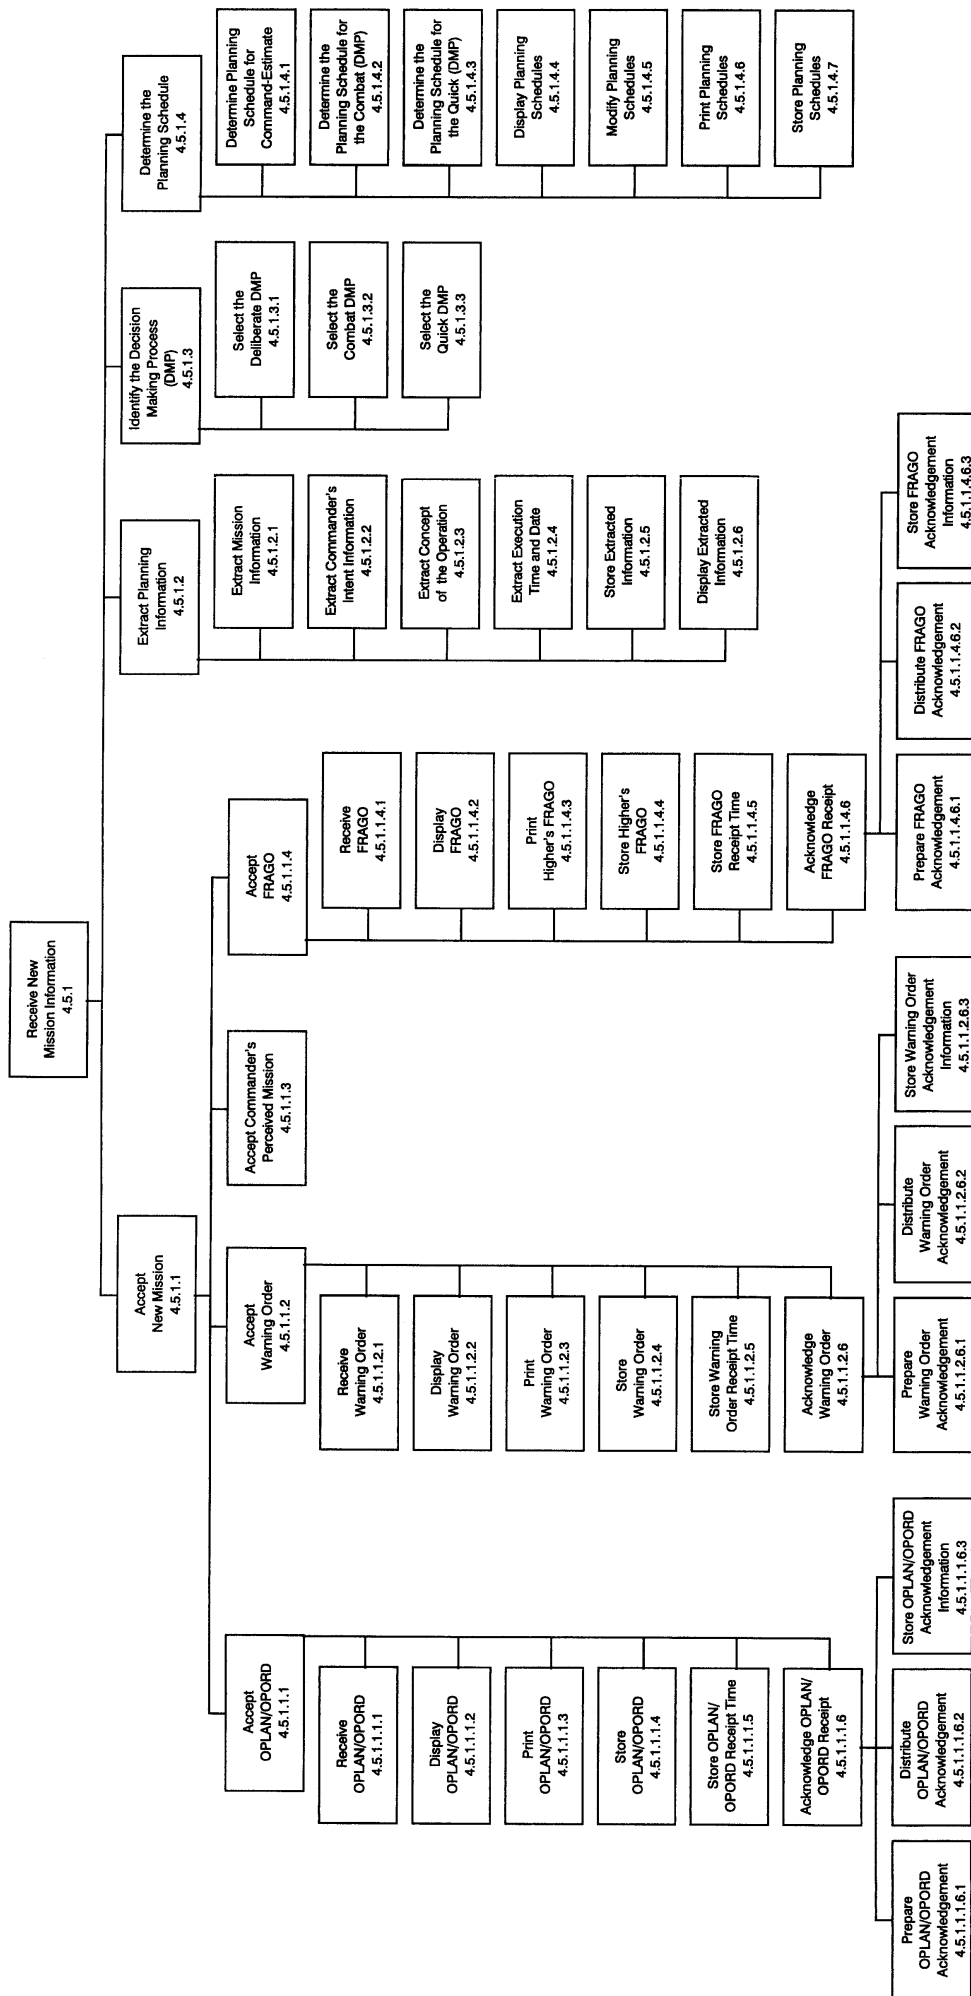 Receive New
Mission Information
4.5.1
Accept
New Mission
4.5.1.1
Extract Planning
Information
4.5.1.2
Identify the Decision
Making Process
(DMP)
4.5.1.3
Determine the
Planning Schedule
4.5.1.4
Accept
OPLAN/OPORD
4.5.1.1.1
Accept
Warning Order
4.5.1.1.2
Accept Commander's
Perceived Mission
4.5.1.1.3
Accept
FRAGO
4.5.1.1.4
Receive
OPLAN/OPORD
4.5.1.1.1.1
Display
OPLAN/OPORD
4.5.1.1.1.2
Print
OPLAN/OPORD
4.5.1.1.1.3
Store
OPLAN/OPORD
4.5.1.1.1.4
Store OPLAN/
OPORD Receipt Time
4.5.1.1.1.5
Acknowledge OPLAN/
OPORD Receipt
4.5.1.1.1.6
Prepare
OPLAN/OPORD
Acknowledgement
4.5.1.1.1.6.1
Distribute
OPLAN/OPORD
Acknowledgement
4.5.1.1.1.6.2
Store OPLAN/OPORD
Acknowledgement
Information
4.5.1.1.1.6.3
Receive
Warning Order
4.5.1.1.2.1
Display
Warning Order
4.5.1.1.2.2
Print
Warning Order
4.5.1.1.2.3
Store
Warning Order
4.5.1.1.2.4
Store Warning
Order Receipt Time
4.5.1.1.2.5
Acknowledge
Warning Order
4.5.1.1.2.6
Prepare
Warning Order
Acknowledgement
4.5.1.1.2.6.1
Distribute
Warning Order
Acknowledgement
4.5.1.1.2.6.2
Store Warning Order
Acknowledgement
Information
4.5.1.1.2.6.3
Receive
FRAGO
4.5.1.1.4.1
Display
FRAGO
4.5.1.1.4.2
Print
Higher's FRAGO
4.5.1.1.4.3
Store Higher's
FRAGO
4.5.1.1.4.4
Store FRAGO
Receipt Time
4.5.1.1.4.5
Acknowledge
FRAGO Receipt
4.5.1.1.4.6
Prepare FRAGO
Acknowledgement
4.5.1.1.4.6.1
Distribute FRAGO
Acknowledgement
4.5.1.1.4.6.2
Store FRAGO
Acknowledgement
Information
4.5.1.1.4.6.3
Extract Mission
Information
4.5.1.2.1
Extract Commander's
Intent Information
4.5.1.2.2
Extract Concept
of the Operation
4.5.1.2.3
Extract Execution
Time and Date
4.5.1.2.4
Store Extracted
Information
4.5.1.2.5
Display Extracted
Information
4.5.1.2.6
Select the
Deliberate DMP
4.5.1.3.1
Select the
Combat DMP
4.5.1.3.2
Select the
Quick DMP
4.5.1.3.3
Determine Planning
Schedule for
Command-Estimate
4.5.1.4.1
Determine the
Planning Schedule for
the Combat (DMP)
4.5.1.4.2
Determine the
Planning Schedule for
the Quick (DMP)
4.5.1.4.3
Display Planning
Schedules
4.5.1.4.4
Modify Planning
Schedules
4.5.1.4.5
Print Planning
Schedules
4.5.1.4.6
Store Planning
Schedules
4.5.1.4.7